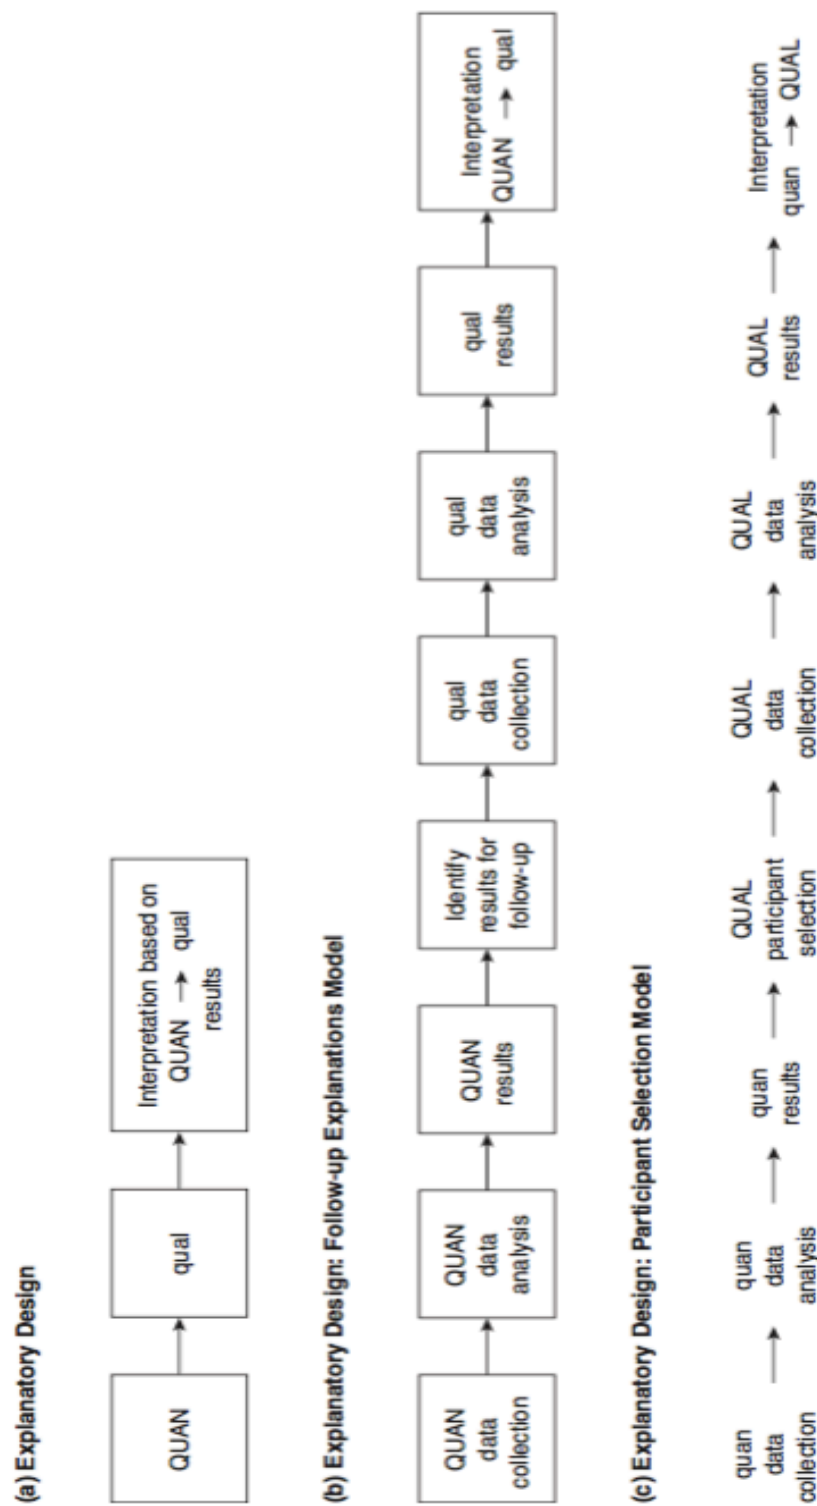 (a) Explanatory Design
QUAN
qual
Interpretation based on
QUAN → qual
results
(b) Explanatory Design: Follow-up Explanations Model
QUAN
data
collection
QUAN
data
analysis
QUAN
results
Identify
results for
follow-up
qual
data
collection
qual
data
analysis
qual
results
Interpretation
QUAN → qual
(c) Explanatory Design: Participant Selection Model
quan
data
collection
quan
data
analysis
quan
results
QUAL
participant
selection
QUAL
data
collection
QUAL
data
analysis
QUAL
results
Interpretation
quan → QUAL